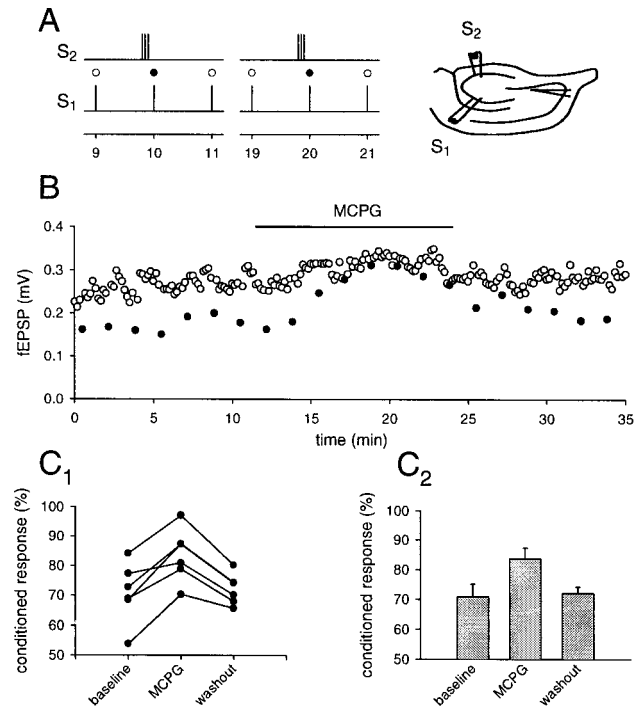 A
S2
S1
9 10 11 19 20 21
S2
S1
B
MCPG
fEPSP (mV)
0.4
0.3
0.2
0.1
0.0
0 5 10 15 20 25 30 35
time (min)
C1
conditioned response (%)
100
90
80
70
60
50
baseline
MCPG
washout
C2
conditioned response (%)
100
90
80
70
60
50
baseline
MCPG
washout